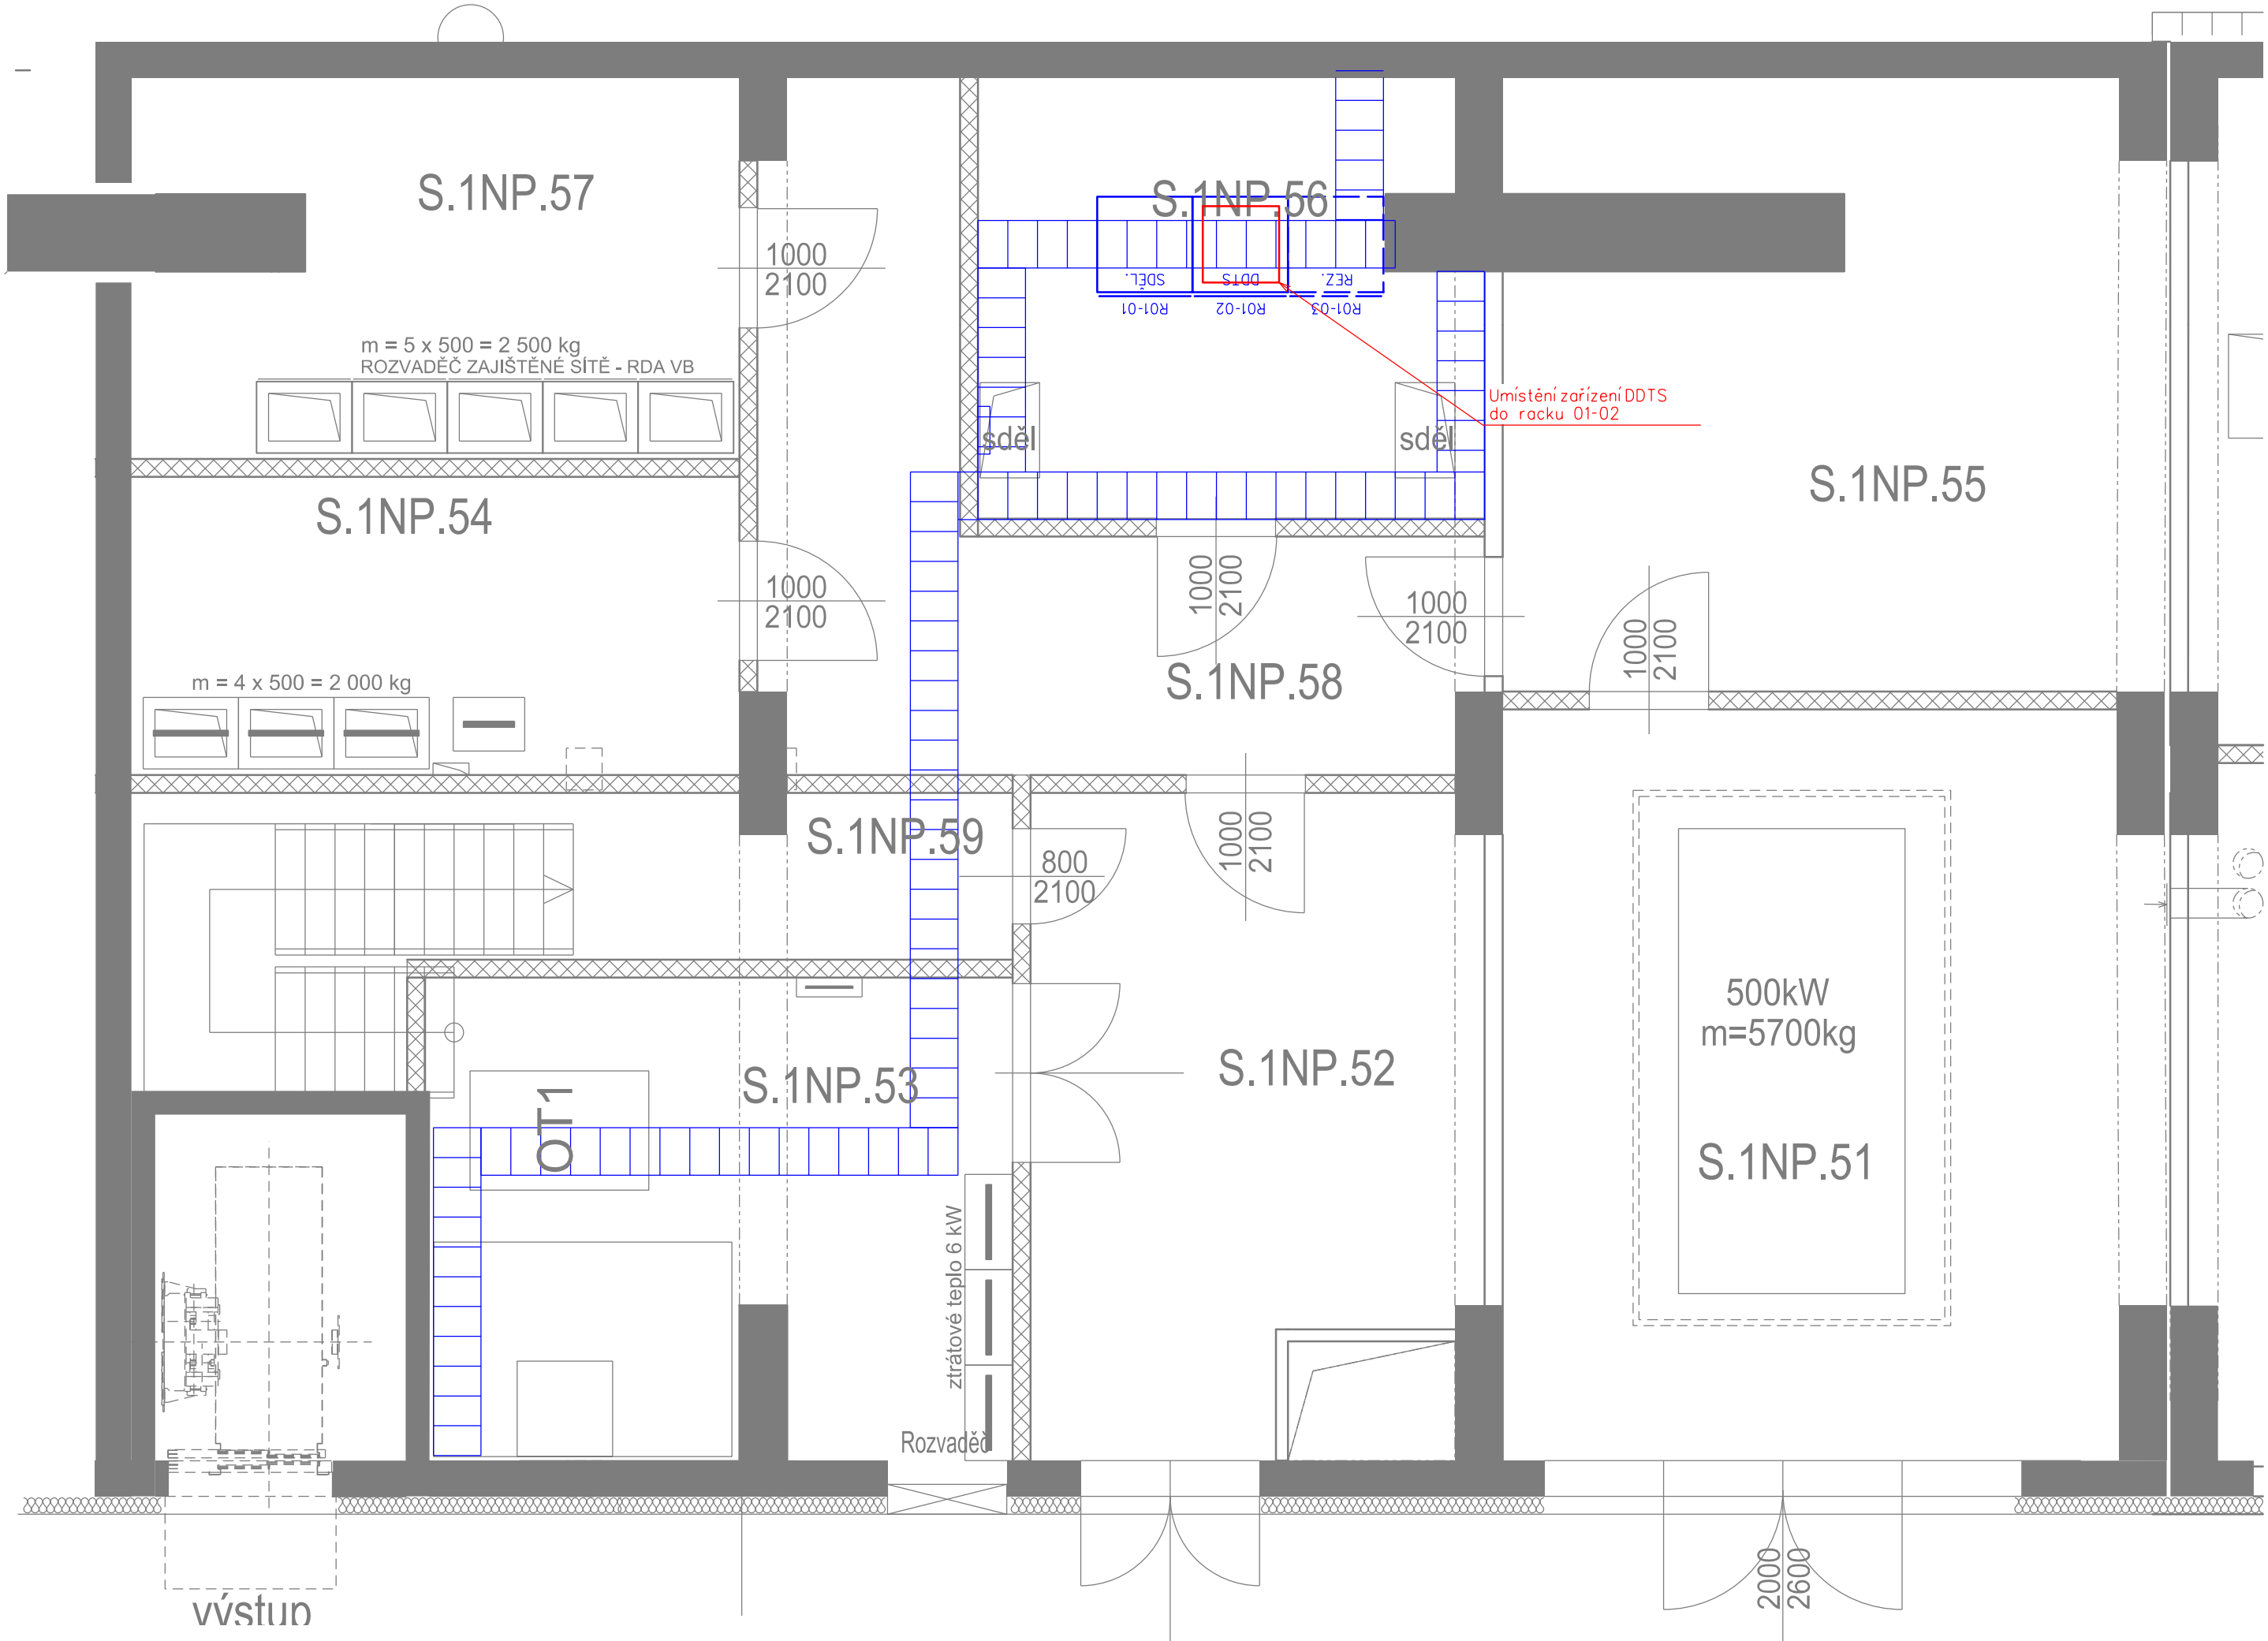 S.1NP.57
S.1NP.56
1000
2100
SDĚL.
DDTS
REZ.
R01-01
R01-02
R01-03
m = 5 x 500 = 2 500 kg
ROZVADĚČ ZAJIŠTĚNÉ SÍTĚ - RDA VB
Umístění zařízení DDTS
do racku 01-02
sděl
sděl
S.1NP.55
S.1NP.54
1000
2100
1000
2100
1000
2100
1000
2100
S.1NP.58
m = 4 x 500 = 2 000 kg
S.1NP.59
800
2100
1000
2100
500kW
m=5700kg
S.1NP.53
S.1NP.52
OT1
S.1NP.51
ztrátové teplo 6 kW
Rozvaděč
2000
2600
výstup